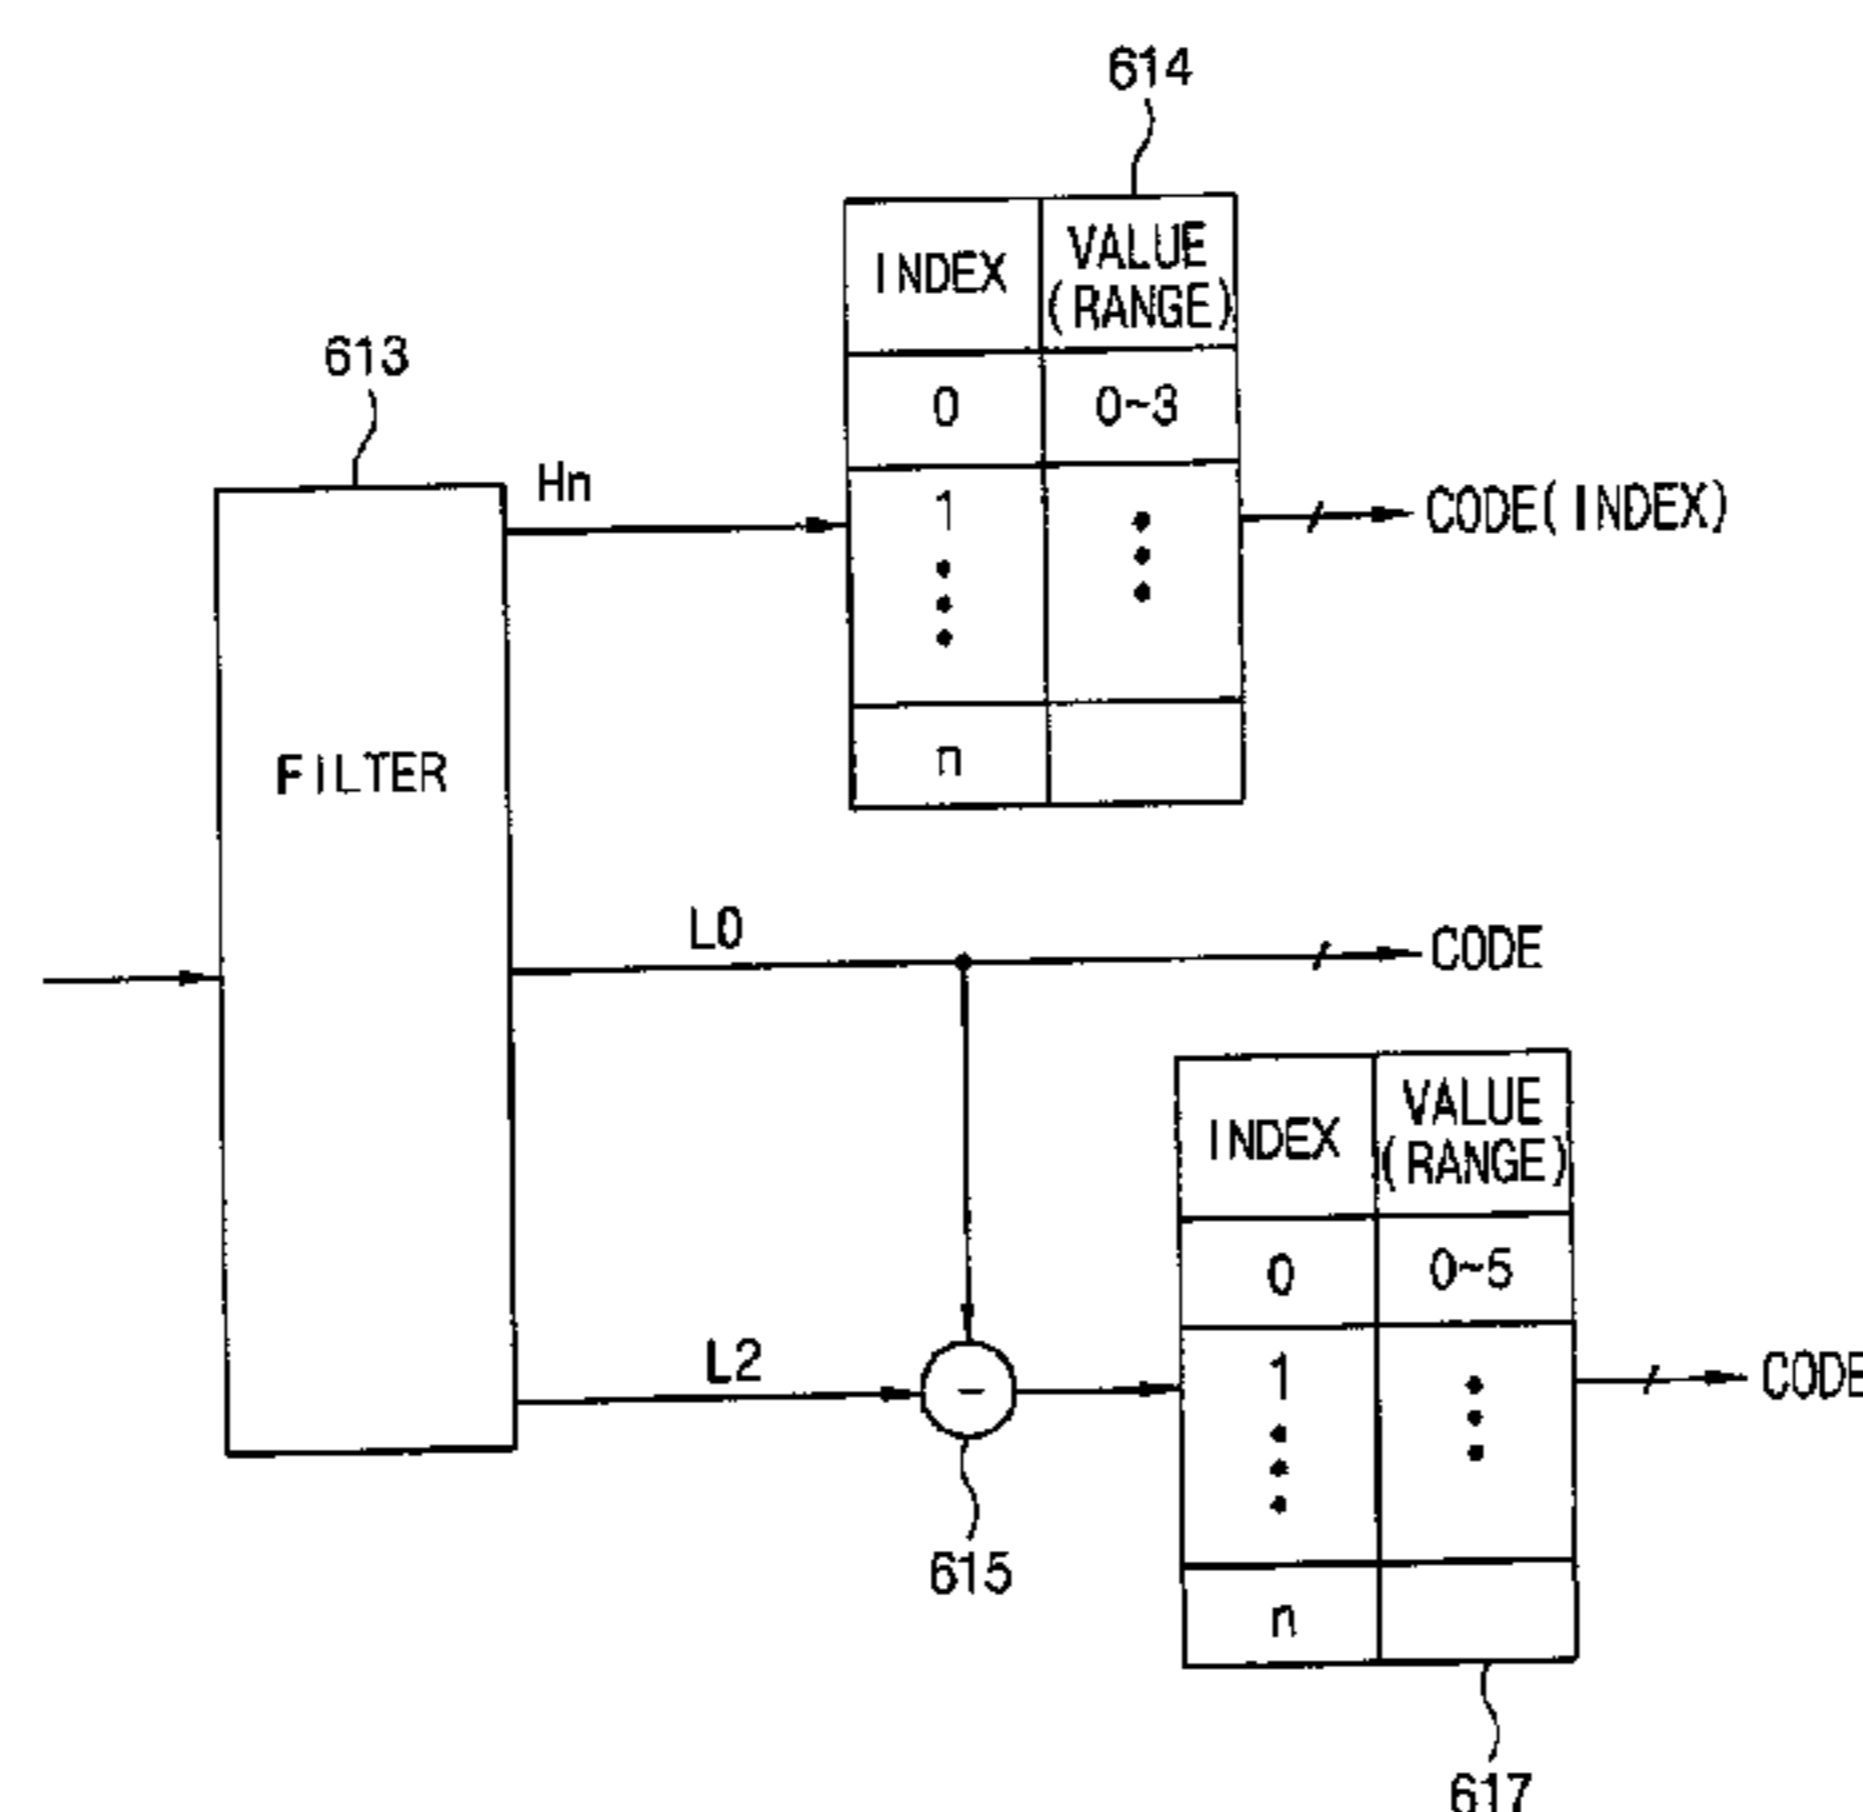 614
INDEX
VALUE
(RANGE)
0
0~3
1
n
CODE(INDEX)
613
Hn
FILTER
L0
CODE
INDEX
VALUE
(RANGE)
0
0~5
1
n
CODE
L2
-
615
617